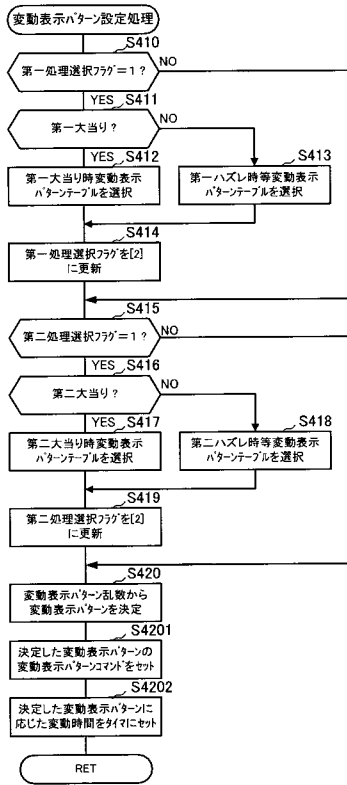 変動表示パターン設定処理
S410
第一処理選択フラグ=1?
NO
YES
S411
第一大当り?
NO
YES
S412
S413
第一大当り時変動表示
パターンテーブルを選択
第一ハズレ時等変動表示
パターンテーブルを選択
S414
第一処理選択フラグを[2]
に更新
S415
第二処理選択フラグ=1?
NO
YES
S416
第二大当り?
NO
YES
S417
S418
第二大当り時変動表示
パターンテーブルを選択
第二ハズレ時等変動表示
パターンテーブルを選択
S419
第二処理選択フラグを[2]
に更新
S420
変動表示パターン乱数から
変動表示パターンを決定
S4201
決定した変動表示パターンの
変動表示パターンコマンドをセット
S4202
決定した変動表示パターンに
応じた変動時間をタイマにセット
RET